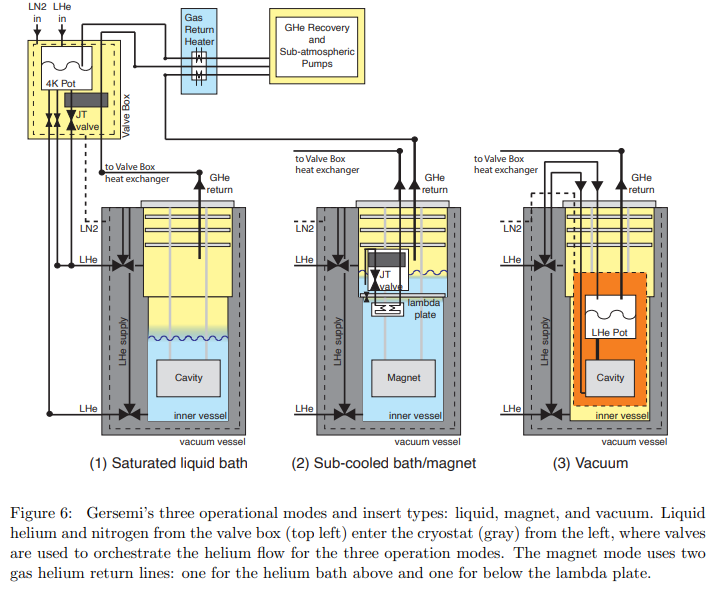 LN2 LHe
in in
4K Pot
JT
valve
Valve Box
Gas
Return
Heater
GHe Recovery
and
Sub-atmospheric
Pumps
to Valve Box
heat exchanger
GHe
return
LN2
LHe
LHe supply
Cavity
LHe
inner vessel
vacuum vessel
(1) Saturated liquid bath
to Valve Box
heat exchanger
GHe
return
LN2
LHe
JT
valve
lambda
plate
LHe supply
Magnet
LHe
inner vessel
vacuum vessel
(2) Sub-cooled bath/magnet
to Valve Box
heat exchanger
GHe
return
LN2
LHe
LHe Pot
LHe supply
Cavity
LHe
inner vessel
vacuum vessel
(3) Vacuum
Figure 6: Gersemi's three operational modes and insert types: liquid, magnet, and vacuum. Liquid
helium and nitrogen from the valve box (top left) enter the cryostat (gray) from the left, where valves
are used to orchestrate the helium flow for the three operation modes. The magnet mode uses two
gas helium return lines: one for the helium bath above and one for below the lambda plate.